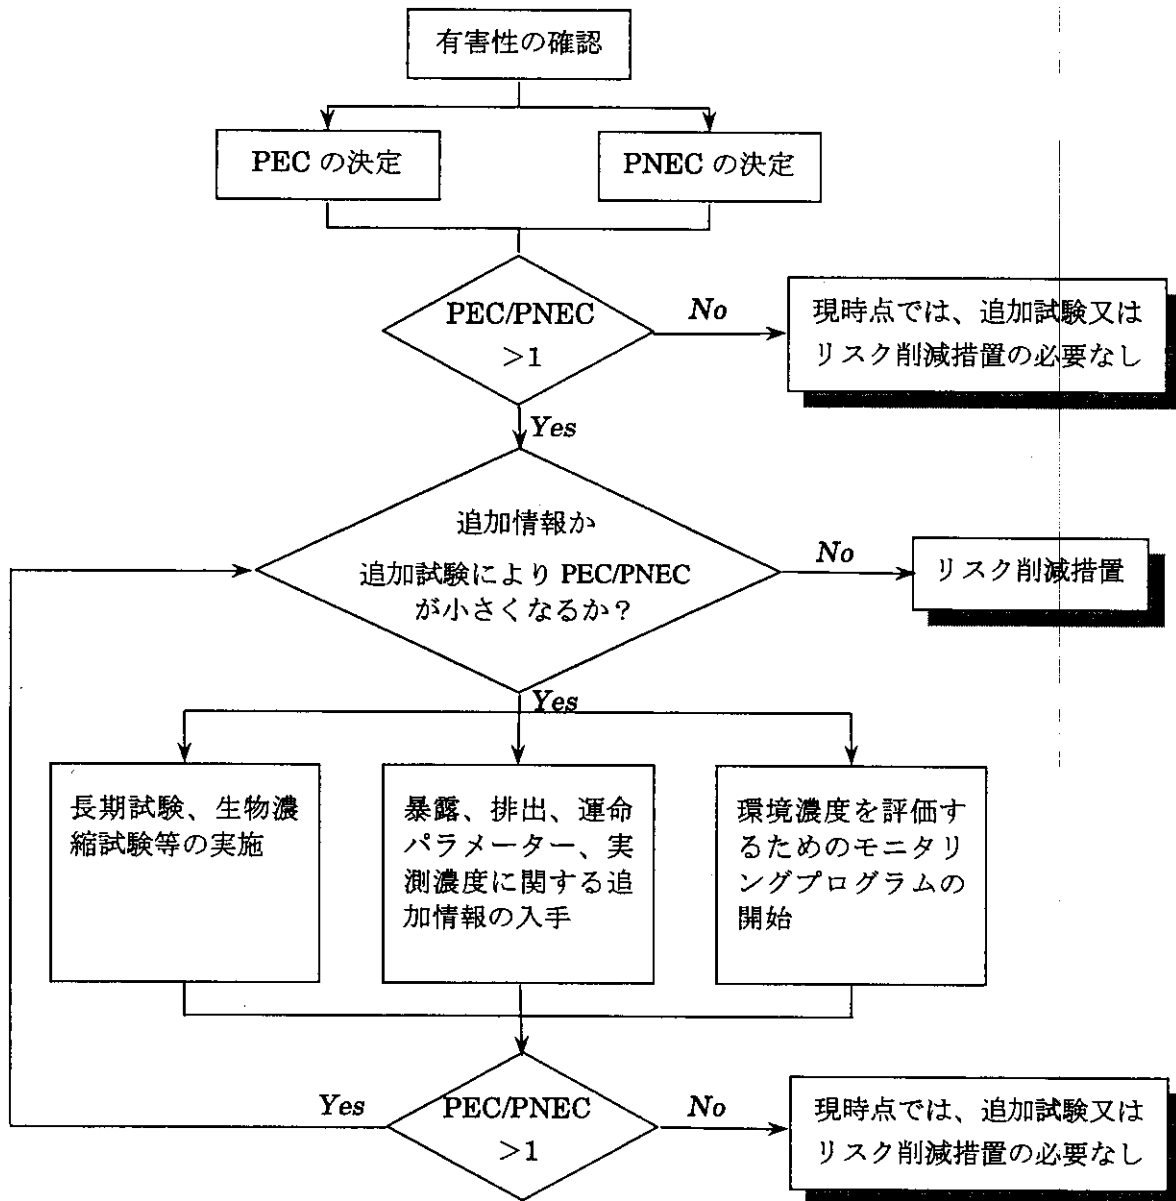 有害性の確認
PEC の決定
PNEC の決定
PEC/PNEC
>1
No
現時点では、追加試験又は
リスク削減措置の必要なし
Yes
追加情報か
追加試験により PEC/PNEC
が小さくなるか?
No
リスク削減措置
Yes
長期試験、生物濃
縮試験等の実施
暴露、排出、運命
パラメーター、実
測濃度に関する追
加情報の入手
環境濃度を評価す
るためのモニタリ
ングプログラムの
開始
Yes
PEC/PNEC
>1
No
現時点では、追加試験又は
リスク削減措置の必要なし